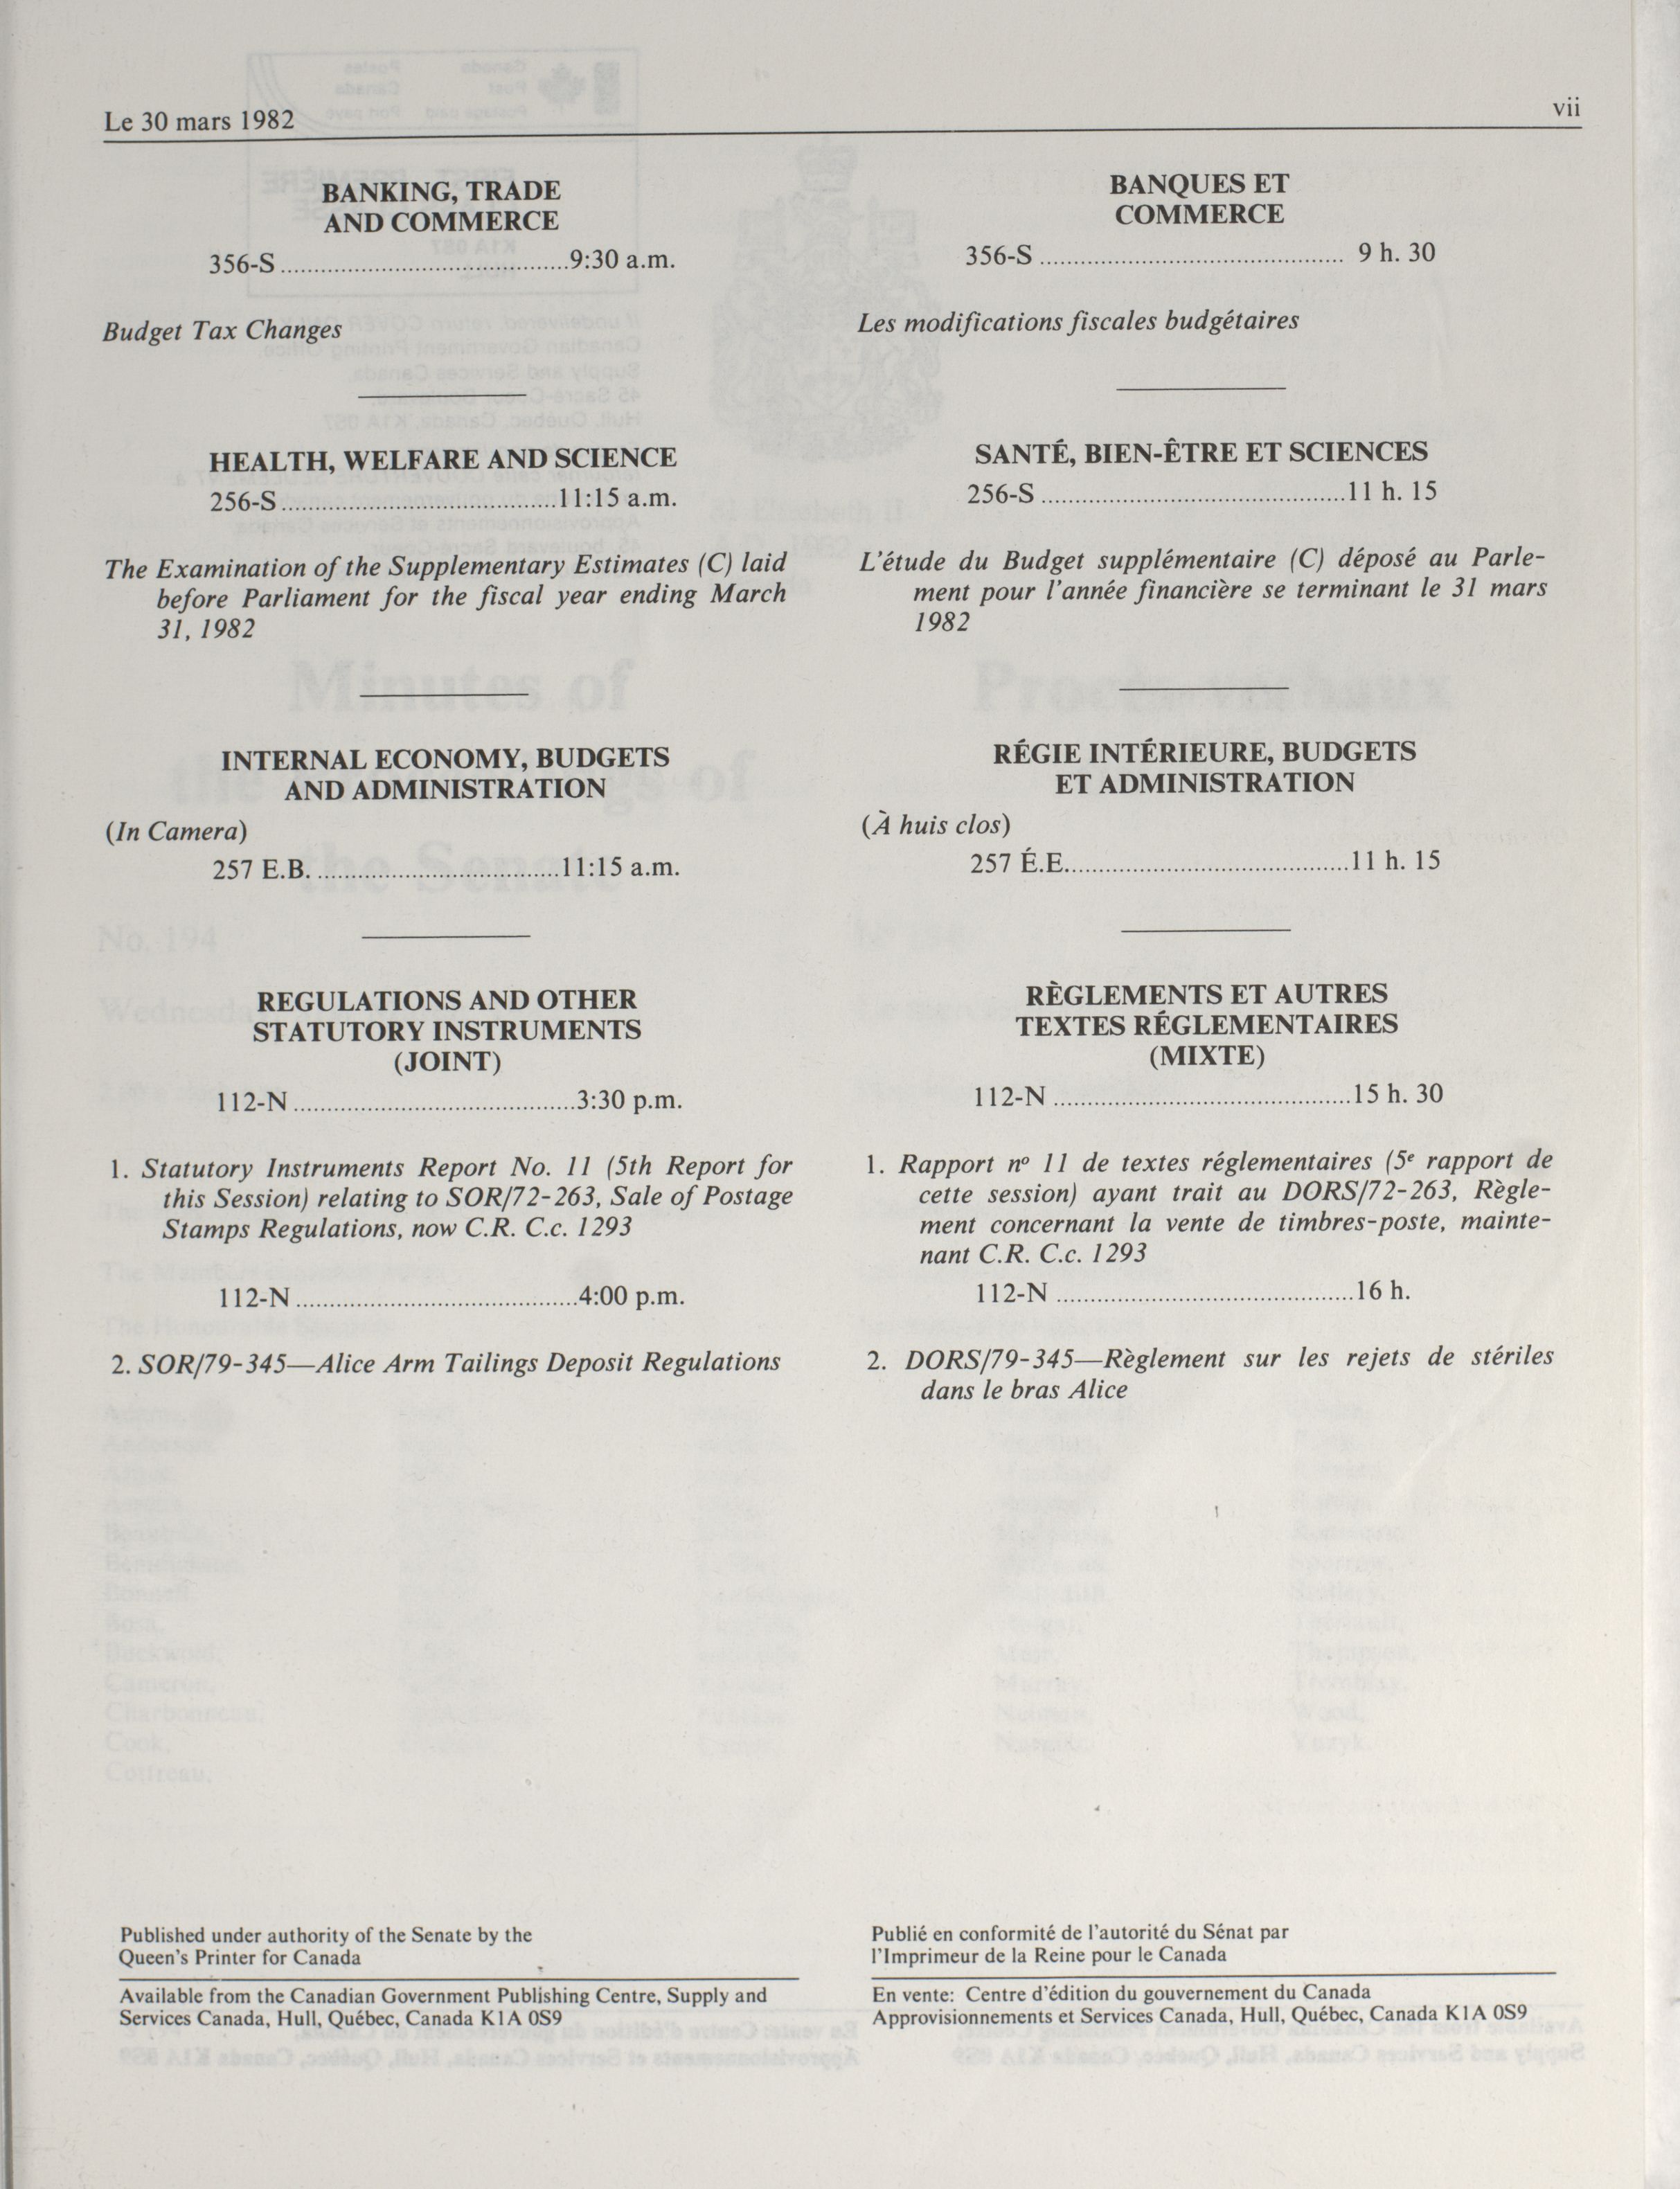 Le 30 mars 1982
vii
BANKING, TRADE
AND COMMERCE
356-S ........................................... 9:30 a.m.
Budget Tax Changes
HEALTH, WELFARE AND SCIENCE
256-S ......................................... 11:15 a.m.
The Examination of the Supplementary Estimates (C) laid
before Parliament for the fiscal year ending March
31, 1982
INTERNAL ECONOMY, BUDGETS
AND ADMINISTRATION
(In Camera)
257 E.B. .................................... 11:15 a.m.
REGULATIONS AND OTHER
STATUTORY INSTRUMENTS
(JOINT)
112-N .......................................... 3:30 p.m.
1. Statutory Instruments Report No. 11 (5th Report for
this Session) relating to SOR/72-263, Sale of Postage
Stamps Regulations, now C.R. C.c. 1293
112-N .......................................... 4:00 p.m.
2. SOR/79-345—Alice Arm Tailings Deposit Regulations
BANQUES ET
COMMERCE
356-S ............................................. 9 h. 30
Les modifications fiscales budgétaires
SANTÉ, BIEN-ÊTRE ET SCIENCES
256-S ............................................. 11 h. 15
L'étude du Budget supplémentaire (C) déposé au Parle-
ment pour l'année financière se terminant le 31 mars
1982
RÉGIE INTÉRIEURE, BUDGETS
ET ADMINISTRATION
(À huis clos)
257 É.E. .......................................... 11 h. 15
RÈGLEMENTS ET AUTRES
TEXTES RÉGLEMENTAIRES
(MIXTE)
112-N ............................................ 15 h. 30
1. Rapport nº 11 de textes réglementaires (5e rapport de
cette session) ayant trait au DORS/72-263, Règle-
ment concernant la vente de timbres-poste, mainte-
nant C.R. C.c. 1293
112-N ............................................ 16 h.
2. DORS/79-345—Règlement sur les rejets de stériles
dans le bras Alice
Published under authority of the Senate by the
Queen's Printer for Canada
Available from the Canadian Government Publishing Centre, Supply and
Services Canada, Hull, Québec, Canada K1A 0S9
Publié en conformité de l'autorité du Sénat par
l'Imprimeur de la Reine pour le Canada
En vente: Centre d'édition du gouvernement du Canada
Approvisionnements et Services Canada, Hull, Québec, Canada K1A 0S9